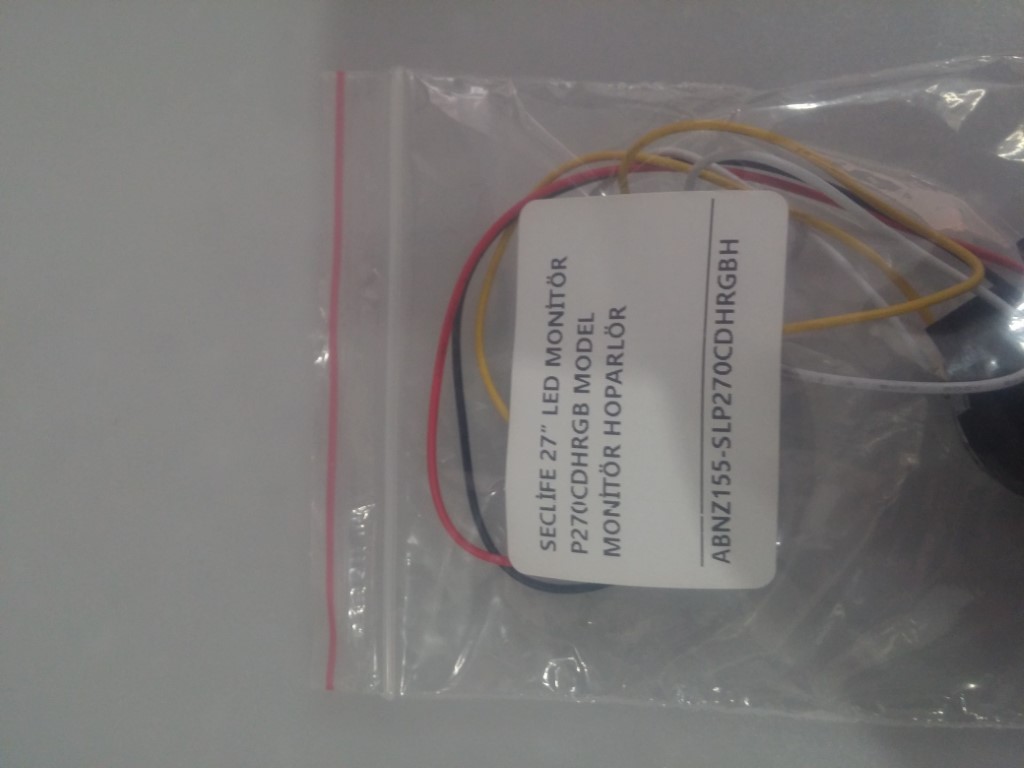 SECLİFE 27” LED MONİTÖR
P270CDHRGB MODEL
MONİTÖR HOPARLÖR
ABNZ155-SLP270CDHRGBH